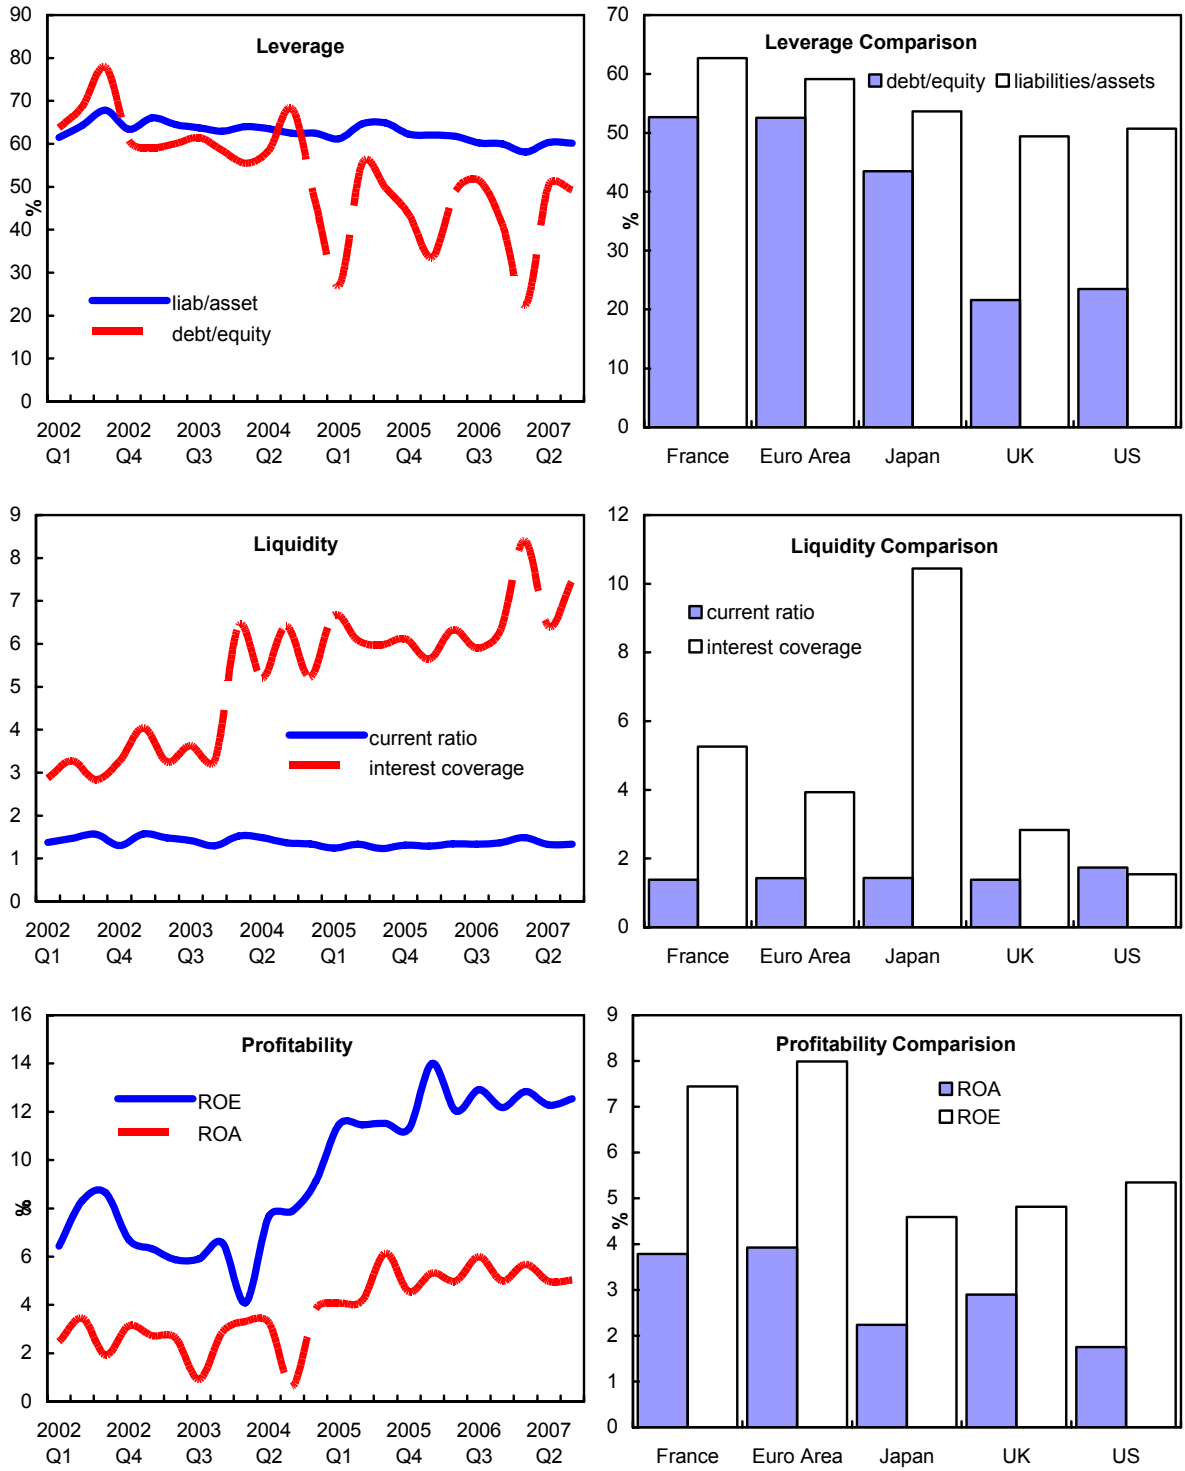 Leverage
90
80
70
60
50
40
30
20
10
0
%
liab/asset
debt/equity
2002 2002 2003 2004 2005 2005 2006 2007
Q1 Q4 Q3 Q2 Q1 Q4 Q3 Q2
Leverage Comparison
debt/equity liabilities/assets
70
60
50
40
30
20
10
0
%
France Euro Area Japan UK US
Liquidity
9
8
7
6
5
4
3
2
1
0
current ratio
interest coverage
2002 2002 2003 2004 2005 2005 2006 2007
Q1 Q4 Q3 Q2 Q1 Q4 Q3 Q2
Liquidity Comparison
12
10
8
6
4
2
0
current ratio
interest coverage
France Euro Area Japan UK US
Profitability
16
14
12
10
8
6
4
2
0
%
ROE
ROA
2002 2002 2003 2004 2005 2005 2006 2007
Q1 Q4 Q3 Q2 Q1 Q4 Q3 Q2
Profitability Comparision
9
8
7
6
5
4
3
2
1
0
%
ROA
ROE
France Euro Area Japan UK US